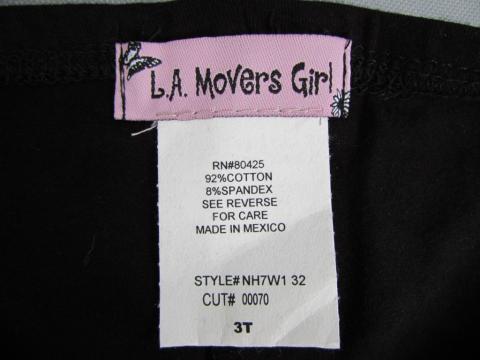 L.A. Movers Girl
RN#80425
92%COTTON
8%SPANDEX
SEE REVERSE
FOR CARE
MADE IN MEXICO
STYLE# NH7W1 32
CUT# 00070
3T